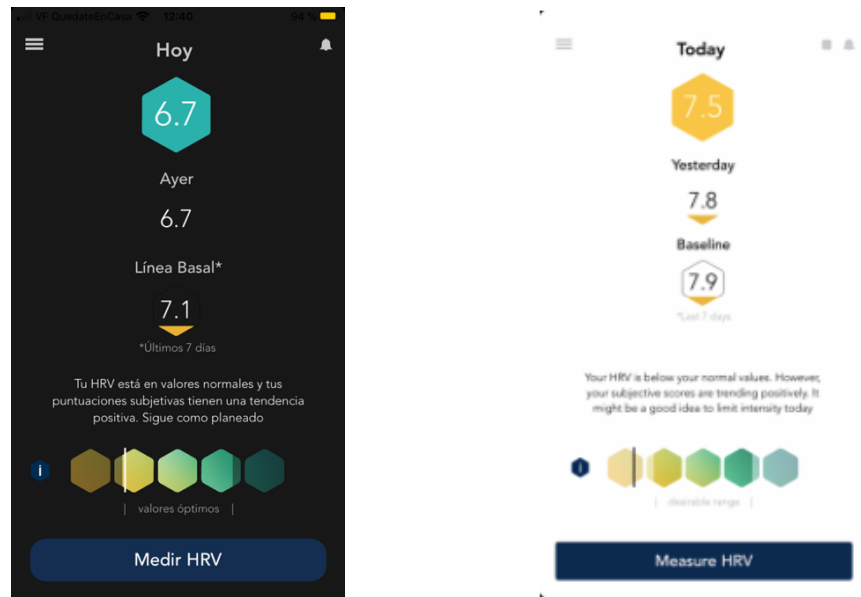 VF QuedateEnCasa 12:40 94 %
Hoy
6.7
Ayer
6.7
Línea Basal*
7.1
*Últimos 7 días
Tu HRV está en valores normales y tus
puntuaciones subjetivas tienen una tendencia
positiva. Sigue como planeado
i
| valores óptimos |
Medir HRV
Today
7.5
Yesterday
7.8
Baseline
7.9
*Last 7 days
Your HRV is below your normal values. However,
your subjective scores are trending positively. It
might be a good idea to limit intensity today
i
| desirable range |
Measure HRV